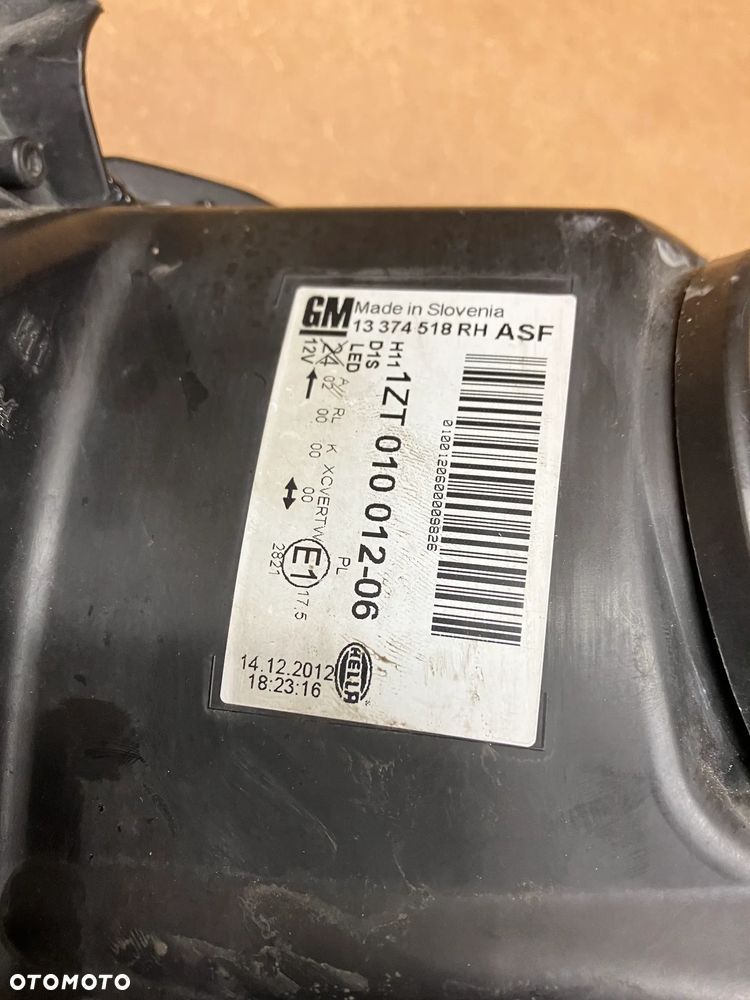 GM Made in Slovenia
13 374 518 RH ASF
H11
D1S
LED
12V
1ZT 010 012-06
A// RL K XCVERTW PL
02 00 00 00 2821
E1
17.5
0100120600009826
14.12.2012
18:23:16
HELLA
OTOMOTO